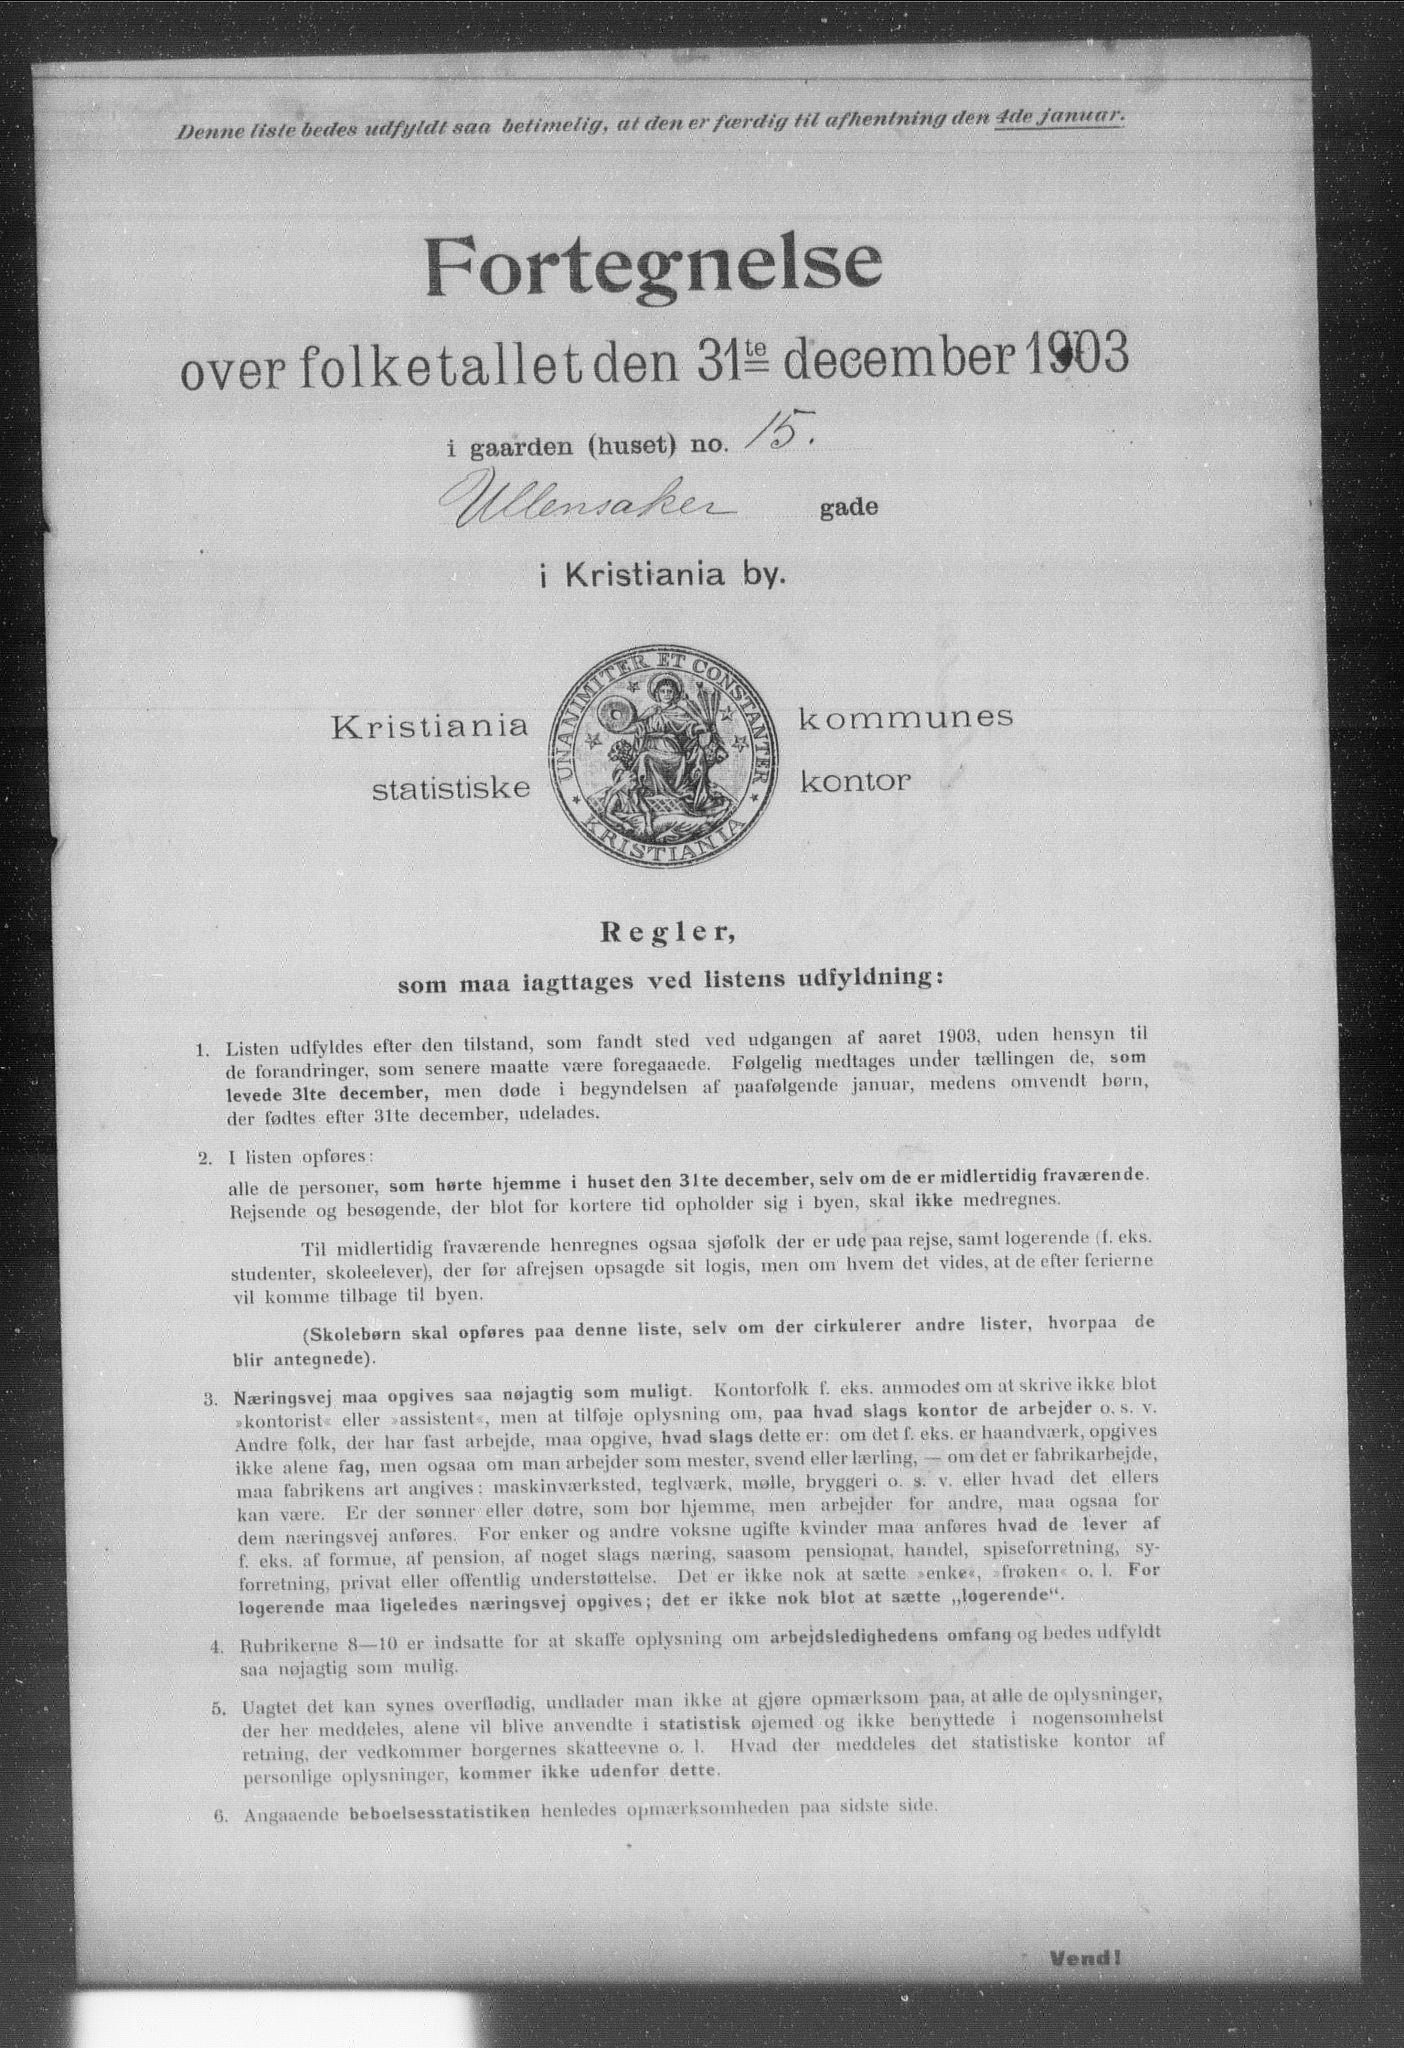 Denne liste bedes udfyldt saa betimelig, at den er færdig til afhentning den 4de januar.
Fortegnelse
over folketallet den 31te december 1903
i gaarden (huset) no. 15.
Ullensaker gade
i Kristiania by.
Kristiania kommunes
statistiske kontor
UNANIMITER ET CONSTANTER
KRISTIANIA
Regler,
som maa iagttages ved listens udfyldning:
1. Listen udfyldes efter den tilstand, som fandt sted ved udgangen af aaret 1903, uden hensyn til
de forandringer, som senere maatte være foregaaede. Følgelig medtages under tællingen de, som
levede 31te december, men døde i begyndelsen af paafølgende januar, medens omvendt børn,
der fødtes efter 31te december, udelades.
2. I listen opføres:
alle de personer, som hørte hjemme i huset den 31te december, selv om de er midlertidig fraværende.
Rejsende og besøgende, der blot for kortere tid opholder sig i byen, skal ikke medregnes.
Til midlertidig fraværende henregnes ogsaa sjøfolk der er ude paa rejse, samt logerende (f. eks.
studenter, skoleelever), der før afrejsen opsagde sit logis, men om hvem det vides, at de efter ferierne
vil komme tilbage til byen.
(Skolebørn skal opføres paa denne liste, selv om der cirkulerer andre lister, hvorpaa de
blir antegnede).
3. Næringsvej maa opgives saa nøjagtig som muligt. Kontorfolk f. eks. anmodes om at skrive ikke blot
»kontorist« eller »assistent«, men at tilføje oplysning om, paa hvad slags kontor de arbejder o. s. v.
Andre folk, der har fast arbejde, maa opgive, hvad slags dette er: om det f. eks. er haandværk, opgives
ikke alene fag, men ogsaa om man arbejder som mester, svend eller lærling, — om det er fabrikarbejde,
maa fabrikens art angives: maskinværksted, teglværk, mølle, bryggeri o. s. v. eller hvad det ellers
kan være. Er der sønner eller døtre, som bor hjemme, men arbejder for andre, maa ogsaa for
dem næringsvej anføres. For enker og andre voksne ugifte kvinder maa anføres hvad de lever af
f. eks. af formue, af pension, af noget slags næring, saasom pensionat, handel, spiseforretning, sy-
forretning, privat eller offentlig understøttelse. Det er ikke nok at sætte »enke«, »frøken« o. l. For
logerende maa ligeledes næringsvej opgives; det er ikke nok blot at sætte „logerende“.
4. Rubrikerne 8—10 er indsatte for at skaffe oplysning om arbejdsledighedens omfang og bedes udfyldt
saa nøjagtig som mulig.
5. Uagtet det kan synes overflødig, undlader man ikke at gjøre opmærksom paa, at alle de oplysninger,
der her meddeles, alene vil blive anvendte i statistisk øjemed og ikke benyttede i nogensomhelst
retning, der vedkommer borgernes skatteevne o. l. Hvad der meddeles det statistiske kontor af
personlige oplysninger, kommer ikke udenfor dette.
6. Angaaende beboelsesstatistiken henledes opmærksomheden paa sidste side.
Vend!